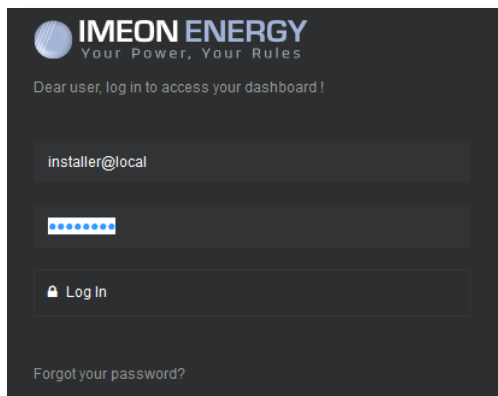 IMEON ENERGY
Your Power, Your Rules
Dear user, log in to access your dashboard !
installer@local
••••••••
Log In
Forgot your password?